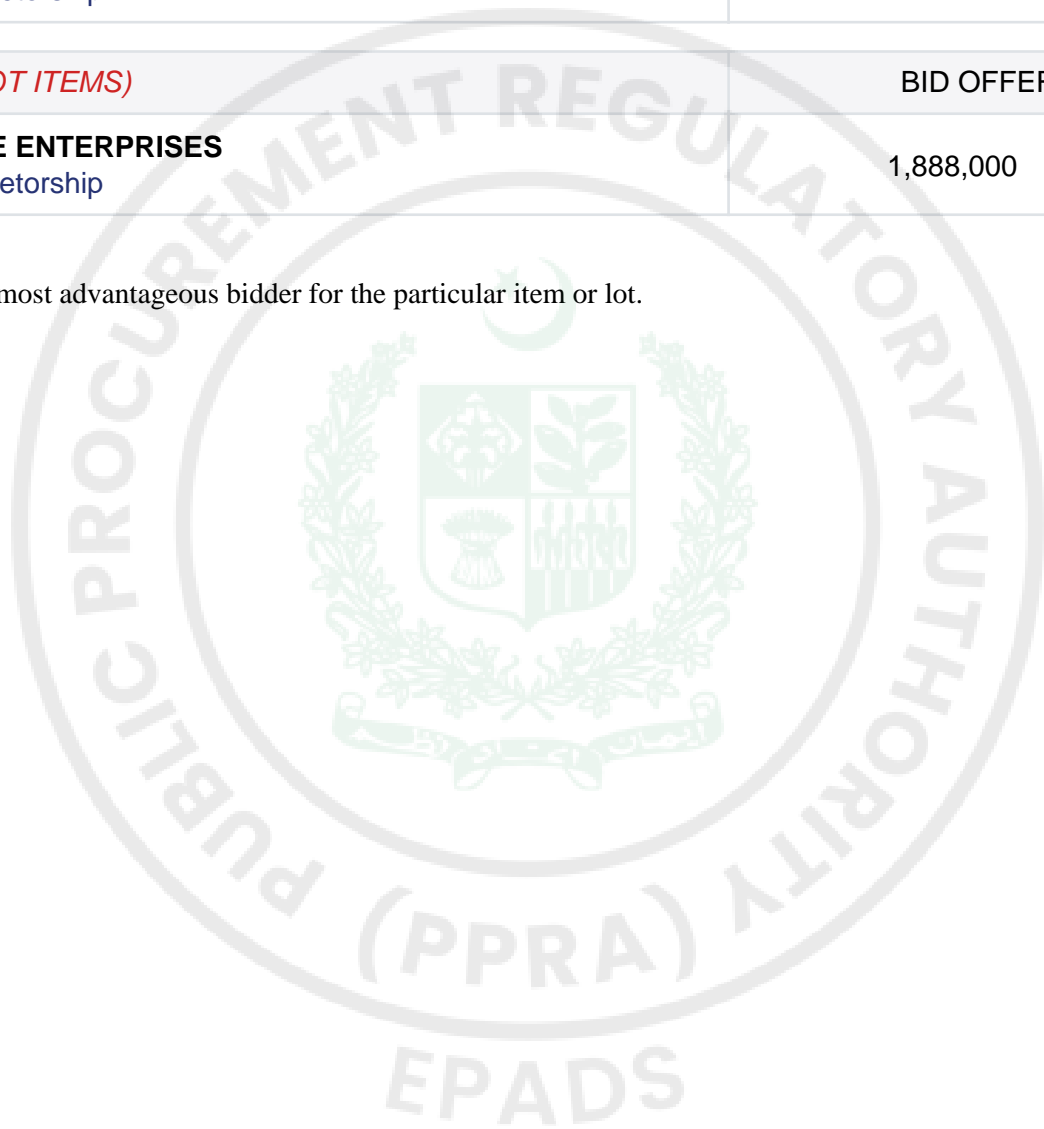 OT ITEMS) BID OFFER
E ENTERPRISES
etorship 1,888,000
most advantageous bidder for the particular item or lot.
PUBLIC PROCUREMENT REGULATORY AUTHORITY
(PPRA)
EPADS